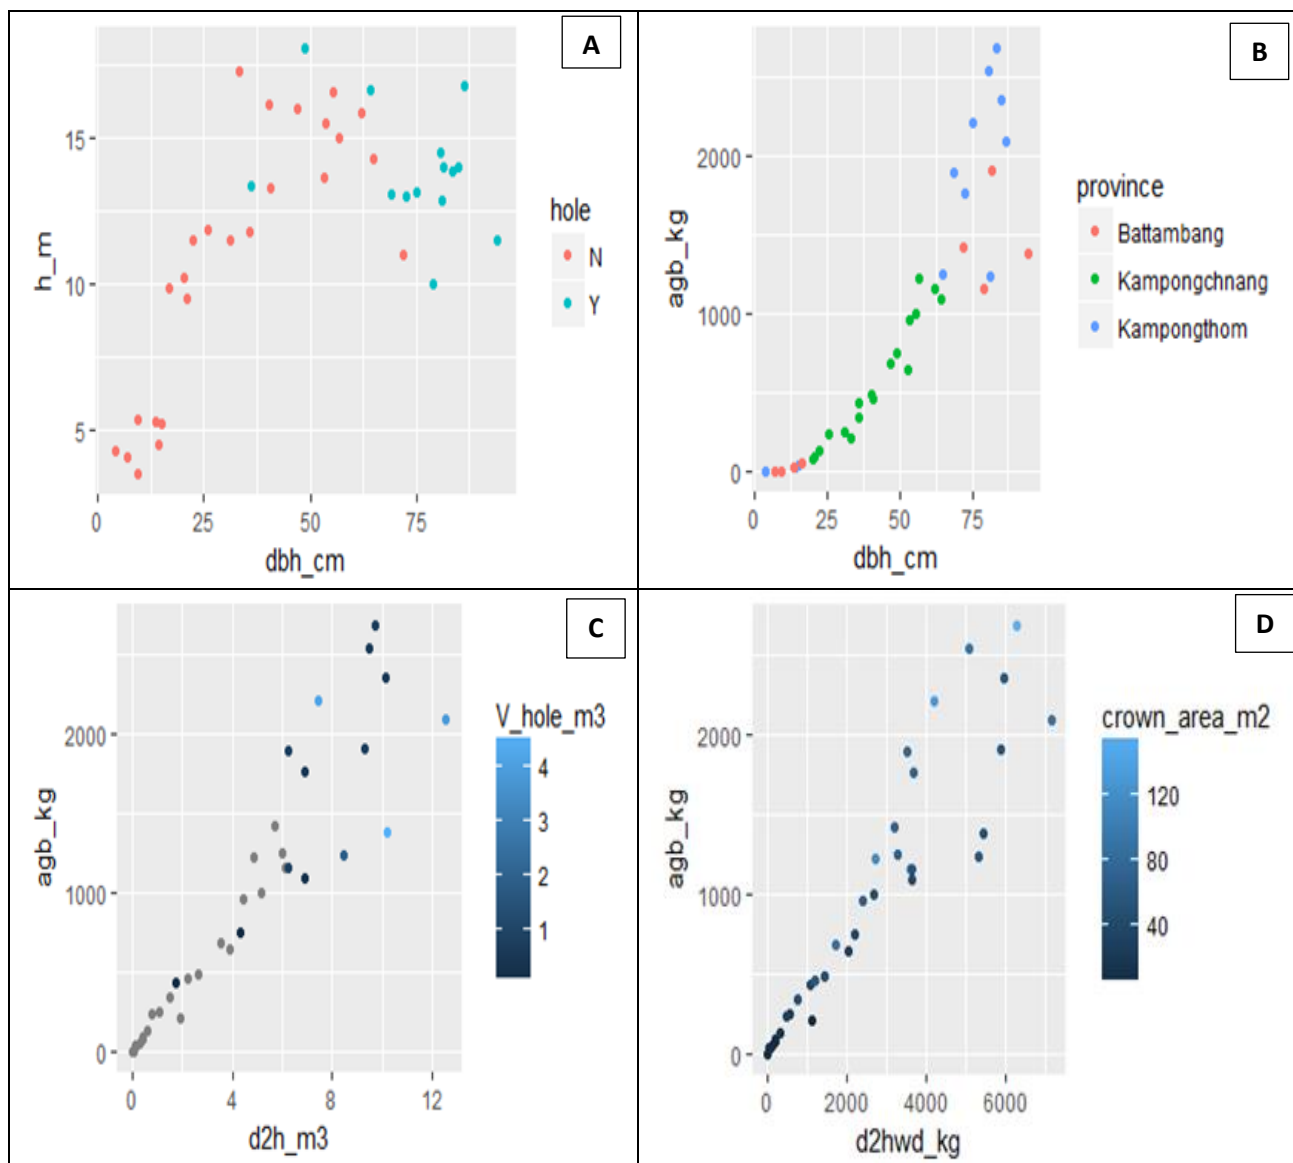 A
h_m
15
10
5
0 25 50 75
dbh_cm
hole
N
Y
B
agb_kg
2000
1000
0
0 25 50 75
dbh_cm
province
Battambang
Kampongchnang
Kampongthom
C
agb_kg
2000
1000
0
0 4 8 12
d2h_m3
V_hole_m3
4
3
2
1
D
agb_kg
2000
1000
0
0 2000 4000 6000
d2hwd_kg
crown_area_m2
120
80
40